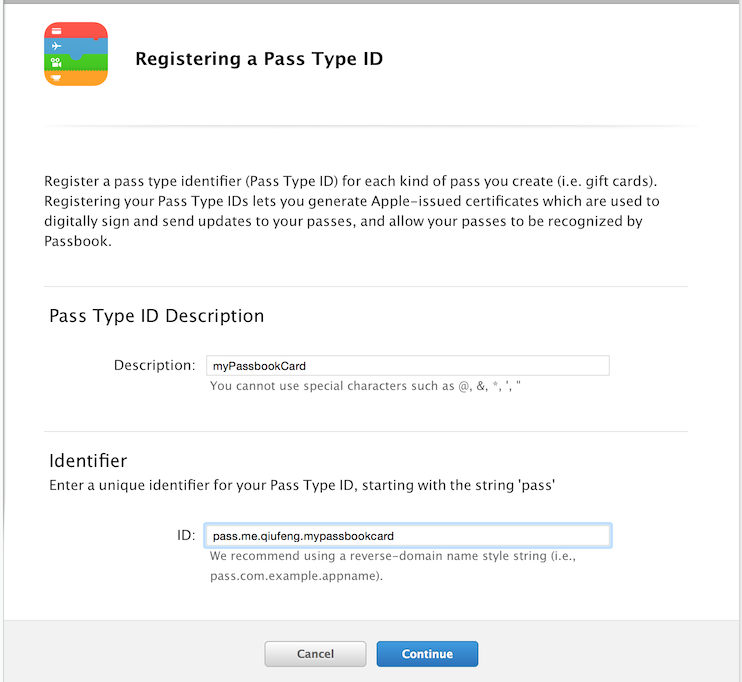 Registering a Pass Type ID
Register a pass type identifier (Pass Type ID) for each kind of pass you create (i.e. gift cards).
Registering your Pass Type IDs lets you generate Apple-issued certificates which are used to
digitally sign and send updates to your passes, and allow your passes to be recognized by
Passbook.
Pass Type ID Description
Description: myPassbookCard
You cannot use special characters such as @, &, *, ', "
Identifier
Enter a unique identifier for your Pass Type ID, starting with the string 'pass'
ID: pass.me.qiufeng.mypassbookcard
We recommend using a reverse-domain name style string (i.e.,
pass.com.example.appname).
Cancel Continue